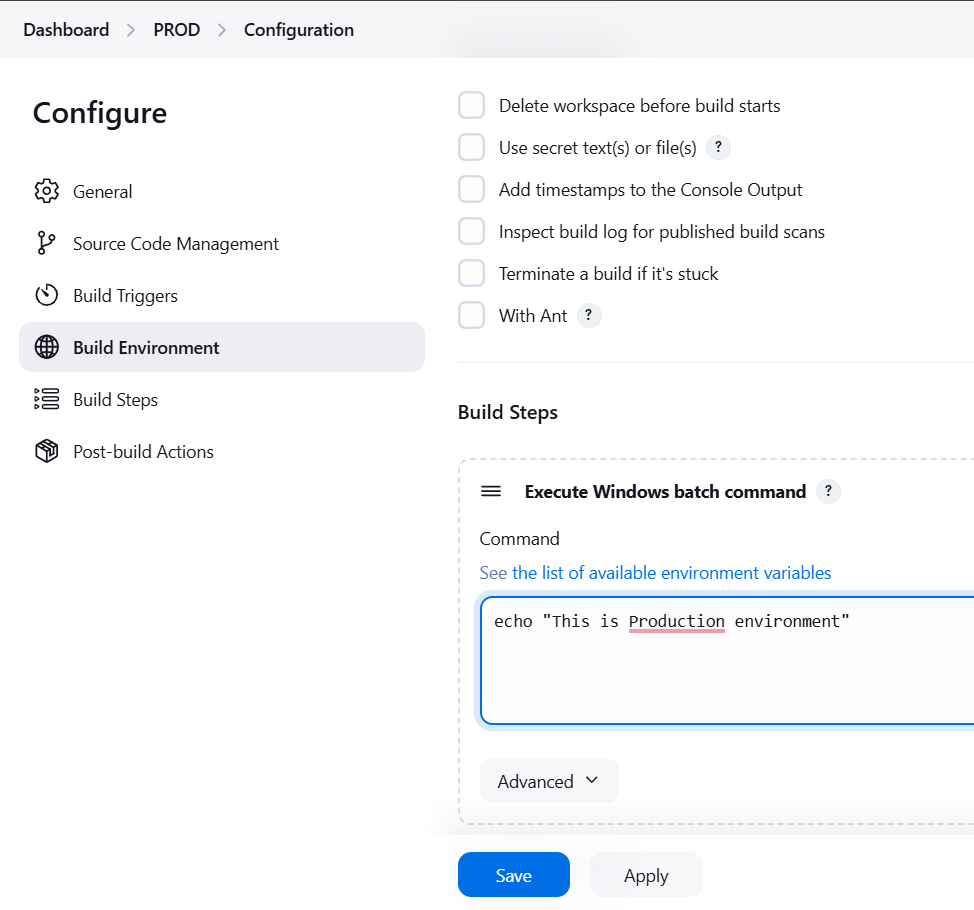 Dashboard > PROD > Configuration
Configure
General
Source Code Management
Build Triggers
Build Environment
Build Steps
Post-build Actions
Delete workspace before build starts
Use secret text(s) or file(s) ?
Add timestamps to the Console Output
Inspect build log for published build scans
Terminate a build if it's stuck
With Ant ?
Build Steps
Execute Windows batch command ?
Command
See the list of available environment variables
echo "This is Production environment"
Advanced
Save Apply